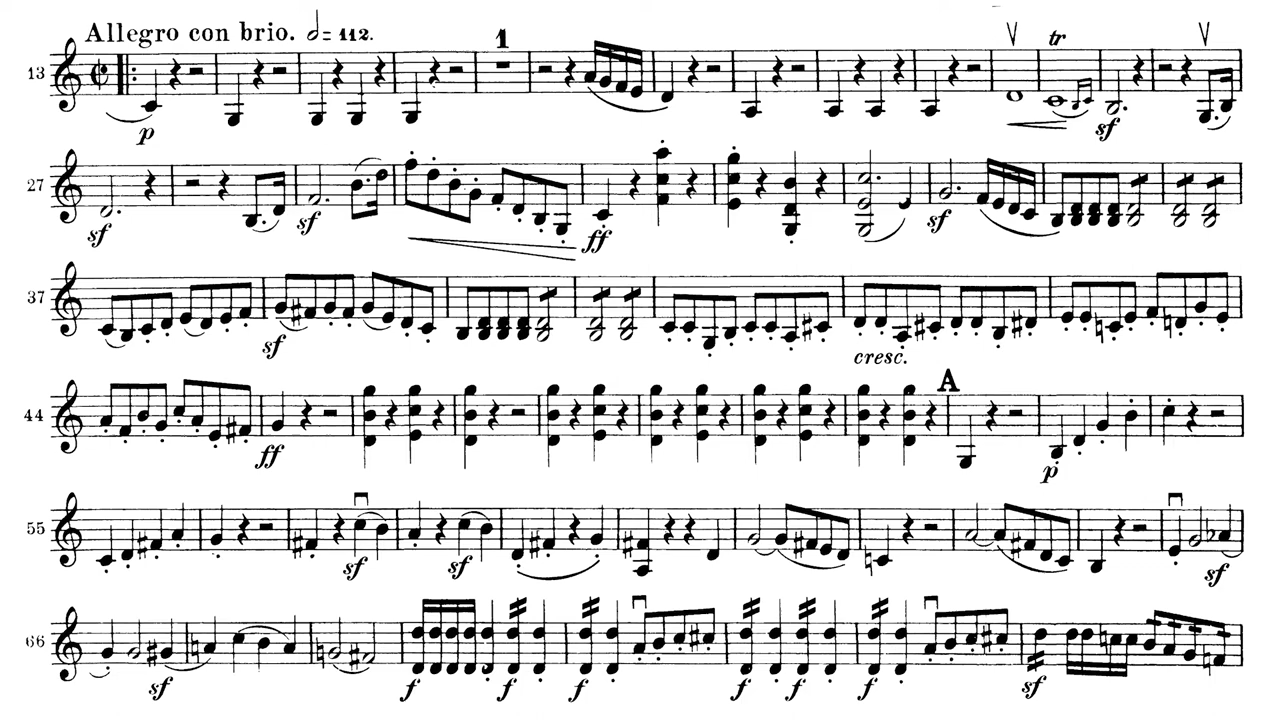 Allegro con brio. 𝅗𝅥 = 112.
13 1 tr
p sf
27
sf sf ff sf
37
sf cresc.
44 A
ff p
55
sf sf sf
66
sf f f f f f f sf